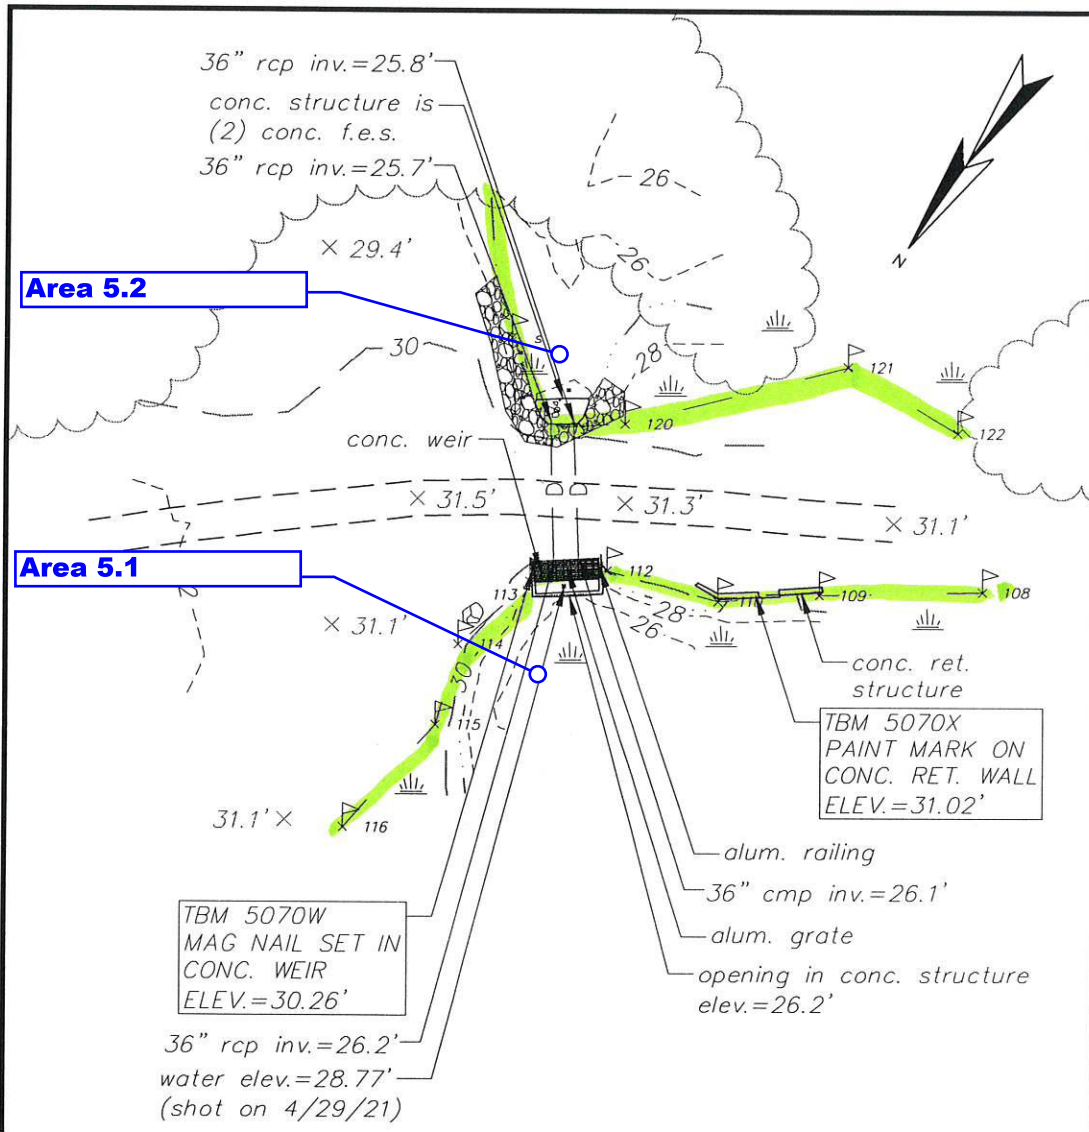 36" rcp inv.=25.8'
conc. structure is
(2) conc. f.e.s.
36" rcp inv.=25.7'
26
× 29.4'
26
N
Area 5.2
30
28
121
120
122
conc. weir
× 31.5'
× 31.3'
× 31.1'
Area 5.1
113
112
109
108
28
26
× 31.1'
114
30
115
conc. ret.
structure
TBM 5070X
PAINT MARK ON
CONC. RET. WALL
ELEV.=31.02'
31.1' ×
116
alum. railing
36" cmp inv.=26.1'
alum. grate
opening in conc. structure
elev.=26.2'
TBM 5070W
MAG NAIL SET IN
CONC. WEIR
ELEV.=30.26'
36" rcp inv.=26.2'
water elev.=28.77'
(shot on 4/29/21)